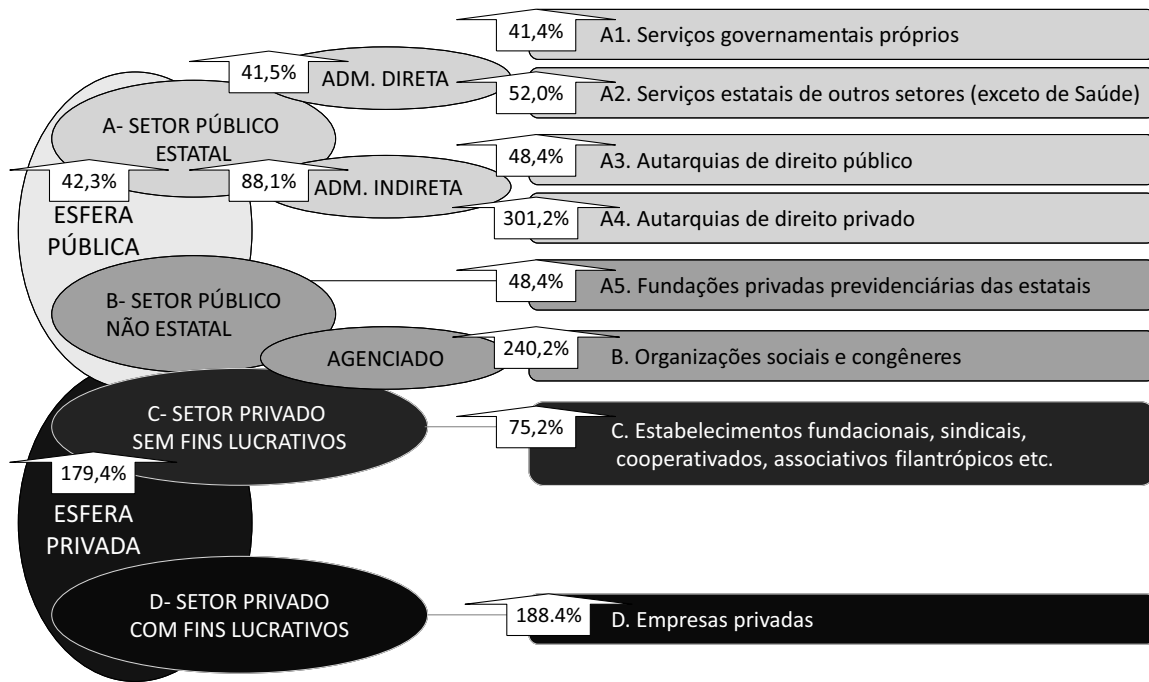 41,4%
A1. Serviços governamentais próprios
41,5%
ADM. DIRETA
52,0%
A2. Serviços estatais de outros setores (exceto de Saúde)
A- SETOR PÚBLICO
ESTATAL
48,4%
A3. Autarquias de direito público
42,3%
88,1%
ADM. INDIRETA
301,2%
A4. Autarquias de direito privado
ESFERA
PÚBLICA
48,4%
A5. Fundações privadas previdenciárias das estatais
B- SETOR PÚBLICO
NÃO ESTATAL
AGENCIADO
240,2%
B. Organizações sociais e congêneres
C- SETOR PRIVADO
SEM FINS LUCRATIVOS
75,2%
C. Estabelecimentos fundacionais, sindicais,
cooperativados, associativos filantrópicos etc.
179,4%
ESFERA
PRIVADA
D- SETOR PRIVADO
COM FINS LUCRATIVOS
188.4%
D. Empresas privadas